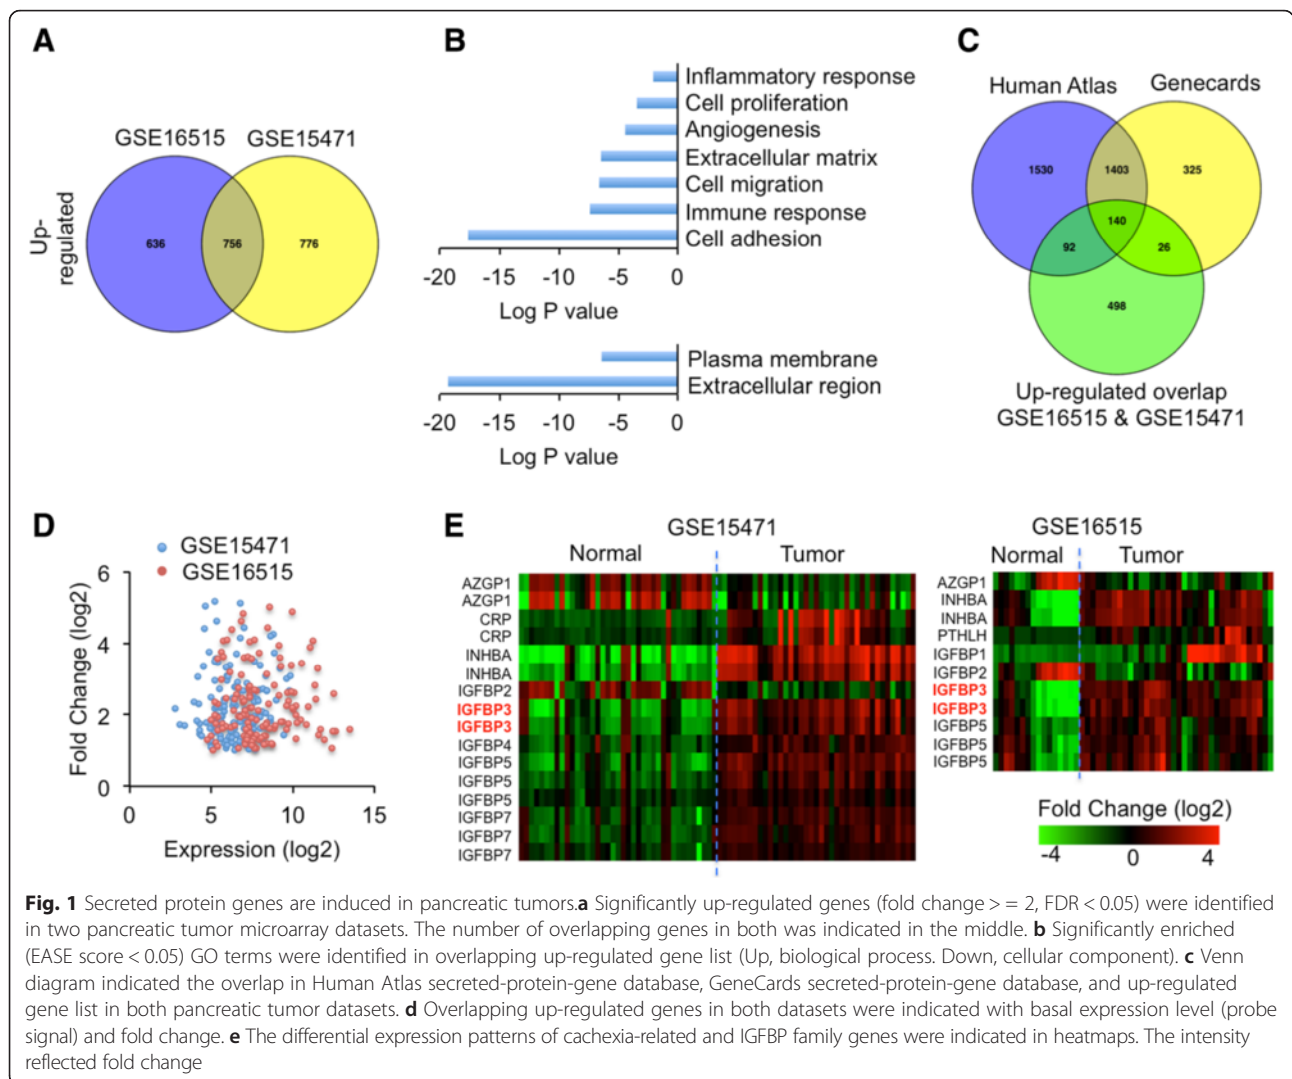 A
GSE16515 GSE15471
Up-
regulated
636 756 776
B
Inflammatory response
Cell proliferation
Angiogenesis
Extracellular matrix
Cell migration
Immune response
Cell adhesion
-20 -15 -10 -5 0
Log P value
Plasma membrane
Extracellular region
-20 -15 -10 -5 0
Log P value
C
Human Atlas Genecards
1530 1403 325
140
92 26
498
Up-regulated overlap
GSE16515 & GSE15471
D
GSE15471
GSE16515
Fold Change (log2)
6
4
2
0
0 5 10 15
Expression (log2)
E
GSE15471
Normal Tumor
AZGP1
AZGP1
CRP
CRP
INHBA
INHBA
IGFBP2
IGFBP3
IGFBP3
IGFBP4
IGFBP5
IGFBP5
IGFBP5
IGFBP7
IGFBP7
IGFBP7
GSE16515
Normal Tumor
AZGP1
INHBA
INHBA
PTHLH
IGFBP1
IGFBP2
IGFBP3
IGFBP3
IGFBP5
IGFBP5
IGFBP5
Fold Change (log2)
-4 0 4
Fig. 1 Secreted protein genes are induced in pancreatic tumors.a Significantly up-regulated genes (fold change > = 2, FDR < 0.05) were identified
in two pancreatic tumor microarray datasets. The number of overlapping genes in both was indicated in the middle. b Significantly enriched
(EASE score < 0.05) GO terms were identified in overlapping up-regulated gene list (Up, biological process. Down, cellular component). c Venn
diagram indicated the overlap in Human Atlas secreted-protein-gene database, GeneCards secreted-protein-gene database, and up-regulated
gene list in both pancreatic tumor datasets. d Overlapping up-regulated genes in both datasets were indicated with basal expression level (probe
signal) and fold change. e The differential expression patterns of cachexia-related and IGFBP family genes were indicated in heatmaps. The intensity
reflected fold change